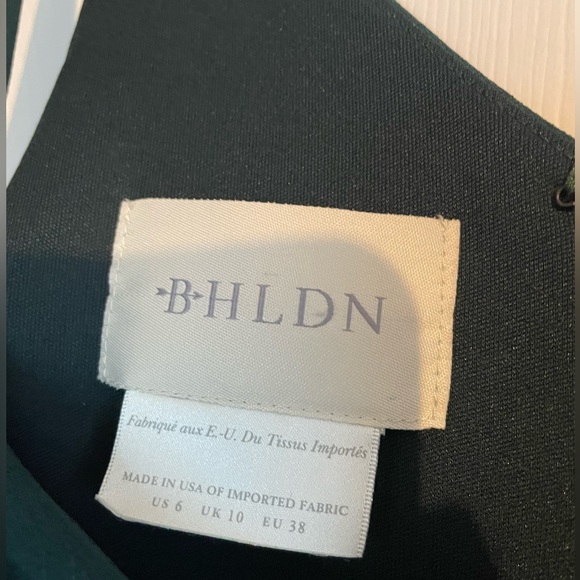 BHLDN
Fabriqué aux E.-U. Du Tissus Importés
MADE IN USA OF IMPORTED FABRIC
US 6 UK 10 EU 38